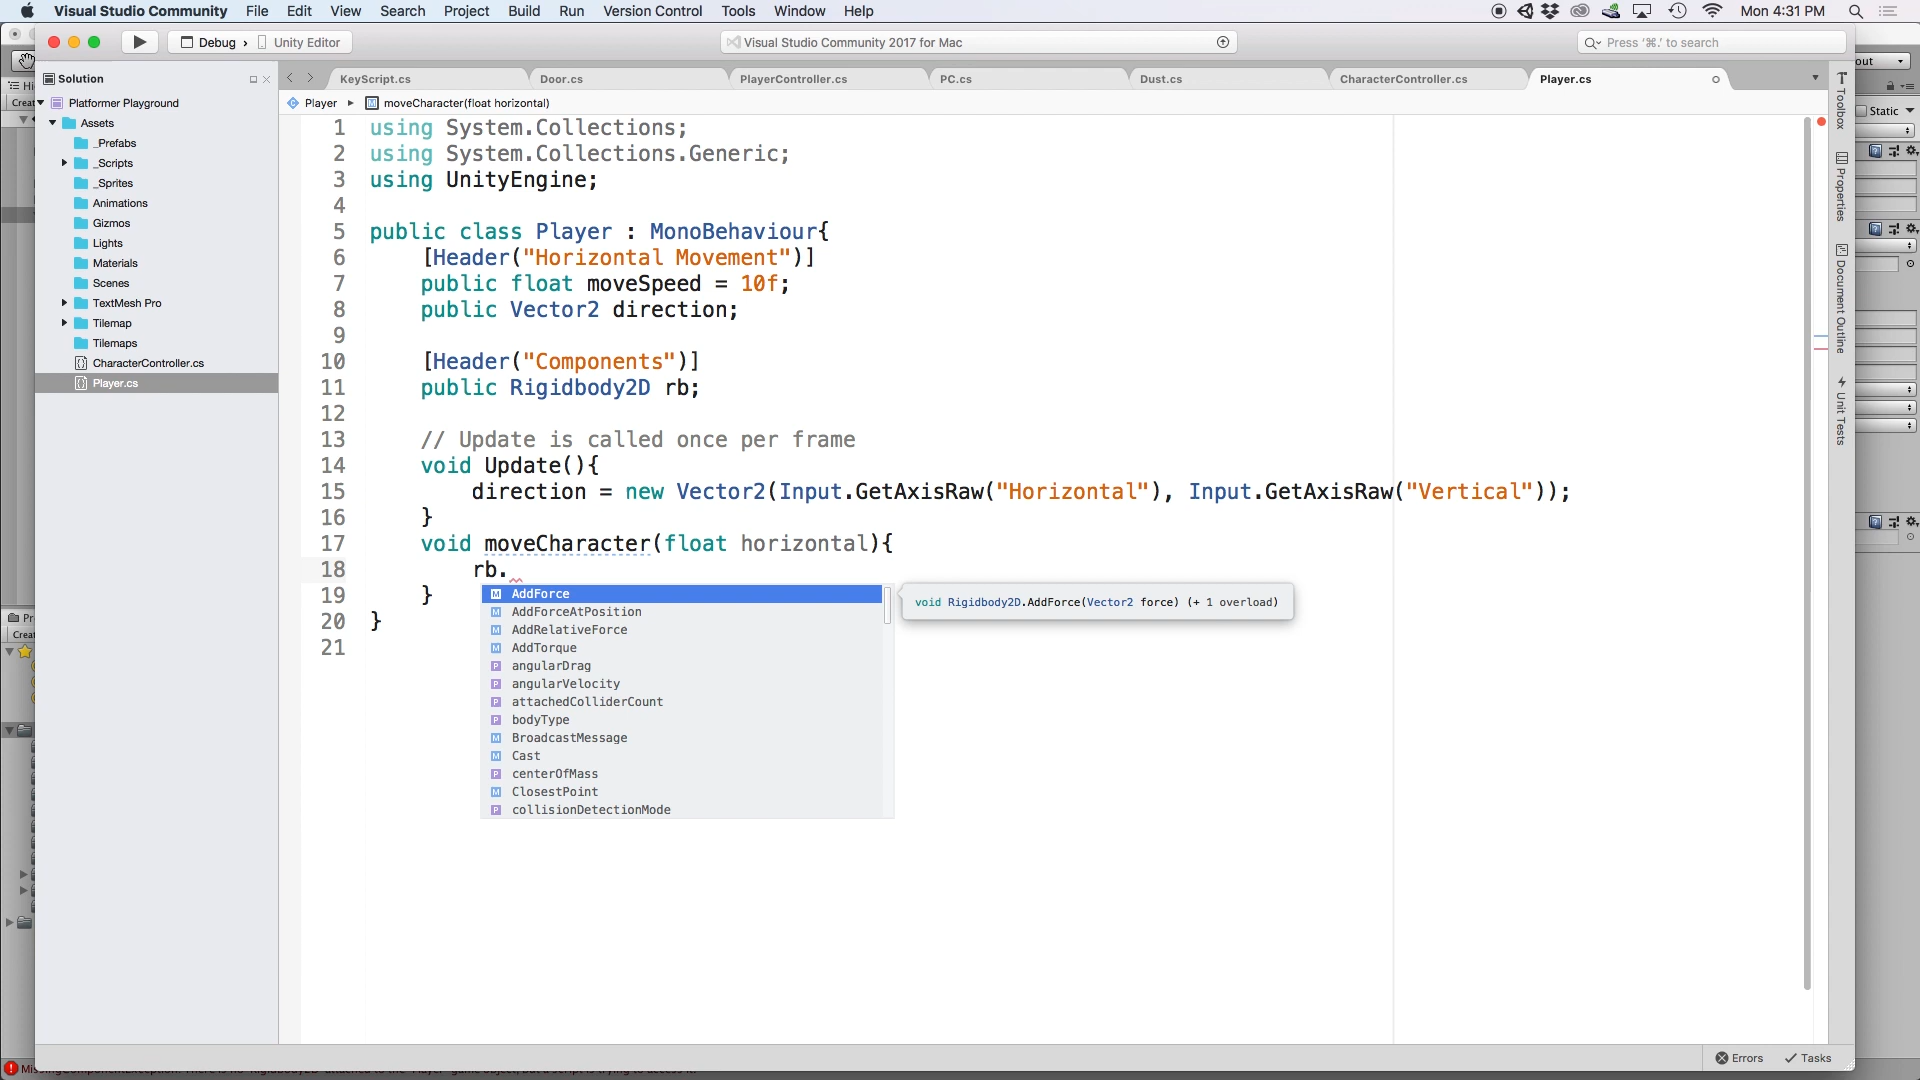 Visual Studio Community File Edit View Search Project Build Run Version Control Tools Window Help Mon 4:31 PM
Debug › Unity Editor Visual Studio Community 2017 for Mac Press ‘⌘.’ to search
Solution
KeyScript.cs Door.cs PlayerController.cs PC.cs Dust.cs CharacterController.cs Player.cs
Player ▸ moveCharacter(float horizontal)
Platformer Playground
Assets
_Prefabs
_Scripts
_Sprites
Animations
Gizmos
Lights
Materials
Scenes
TextMesh Pro
Tilemap
Tilemaps
CharacterController.cs
Player.cs
1 using System.Collections;
2 using System.Collections.Generic;
3 using UnityEngine;
4
5 public class Player : MonoBehaviour{
6 [Header("Horizontal Movement")]
7 public float moveSpeed = 10f;
8 public Vector2 direction;
9
10 [Header("Components")]
11 public Rigidbody2D rb;
12
13 // Update is called once per frame
14 void Update(){
15 direction = new Vector2(Input.GetAxisRaw("Horizontal"), Input.GetAxisRaw("Vertical"));
16 }
17 void moveCharacter(float horizontal){
18 rb.
19 }
20 }
21
M AddForce
M AddForceAtPosition
M AddRelativeForce
M AddTorque
P angularDrag
P angularVelocity
P attachedColliderCount
P bodyType
M BroadcastMessage
M Cast
P centerOfMass
M ClosestPoint
P collisionDetectionMode
void Rigidbody2D.AddForce(Vector2 force) (+ 1 overload)
Toolbox
Properties
Document Outline
Unit Tests
Static
Errors Tasks